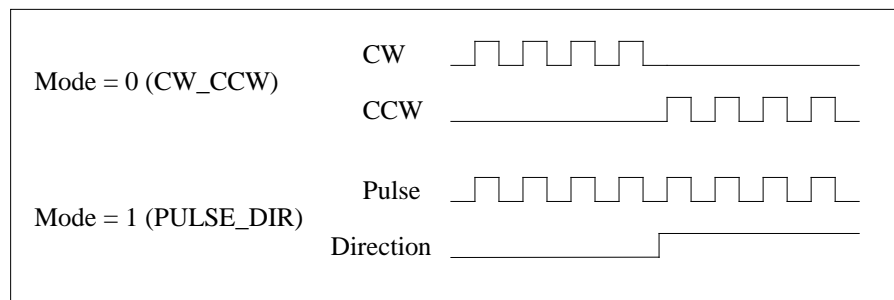 Mode = 0 (CW_CCW)
CW
CCW
Mode = 1 (PULSE_DIR)
Pulse
Direction